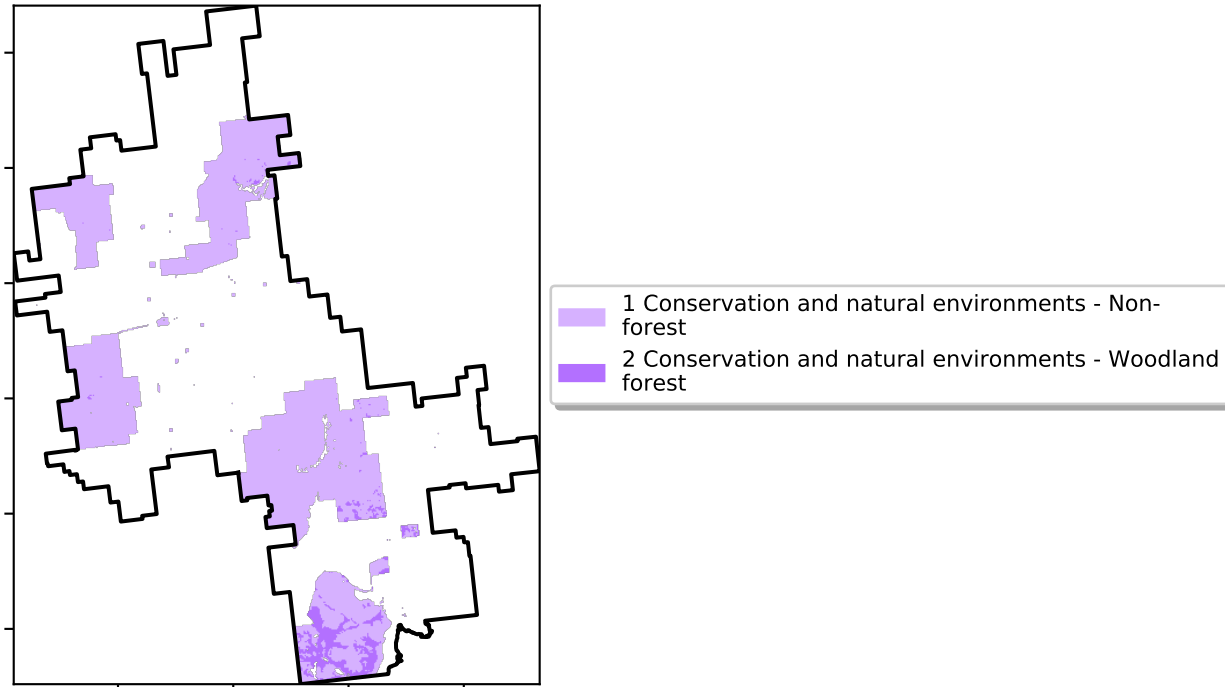 1 Conservation and natural environments - Non-
forest
2 Conservation and natural environments - Woodland
forest